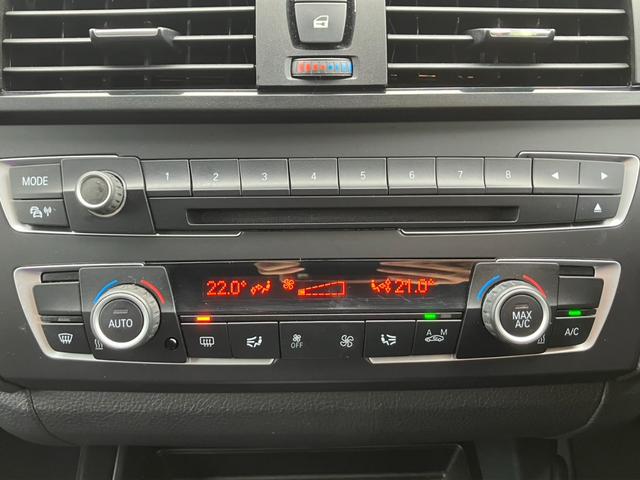 MODE 1 2 3 4 5 6 7 8
22.0° 21.0°
A M
AUTO OFF MAX A/C A/C